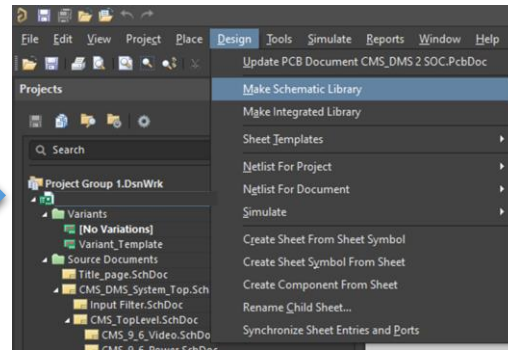 File Edit View Project Place Design Tools Simulate Reports Window Help
Update PCB Document CMS_DMS 2 SOC.PcbDoc
Projects
Make Schematic Library
Make Integrated Library
Search
Sheet Templates
Project Group 1.DsnWrk
Netlist For Project
Netlist For Document
Variants
Simulate
[No Variations]
Variant_Template
Create Sheet From Sheet Symbol
Source Documents
Create Sheet Symbol From Sheet
Title_page.SchDoc
Create Component From Sheet
CMS_DMS_System_Top.Sch
Rename Child Sheet...
Input Filter.SchDoc
CMS_TopLevel.SchDoc
Synchronize Sheet Entries and Ports
CMS_9_6_Video.SchDo
CMS_9_6_Power.SchDoc